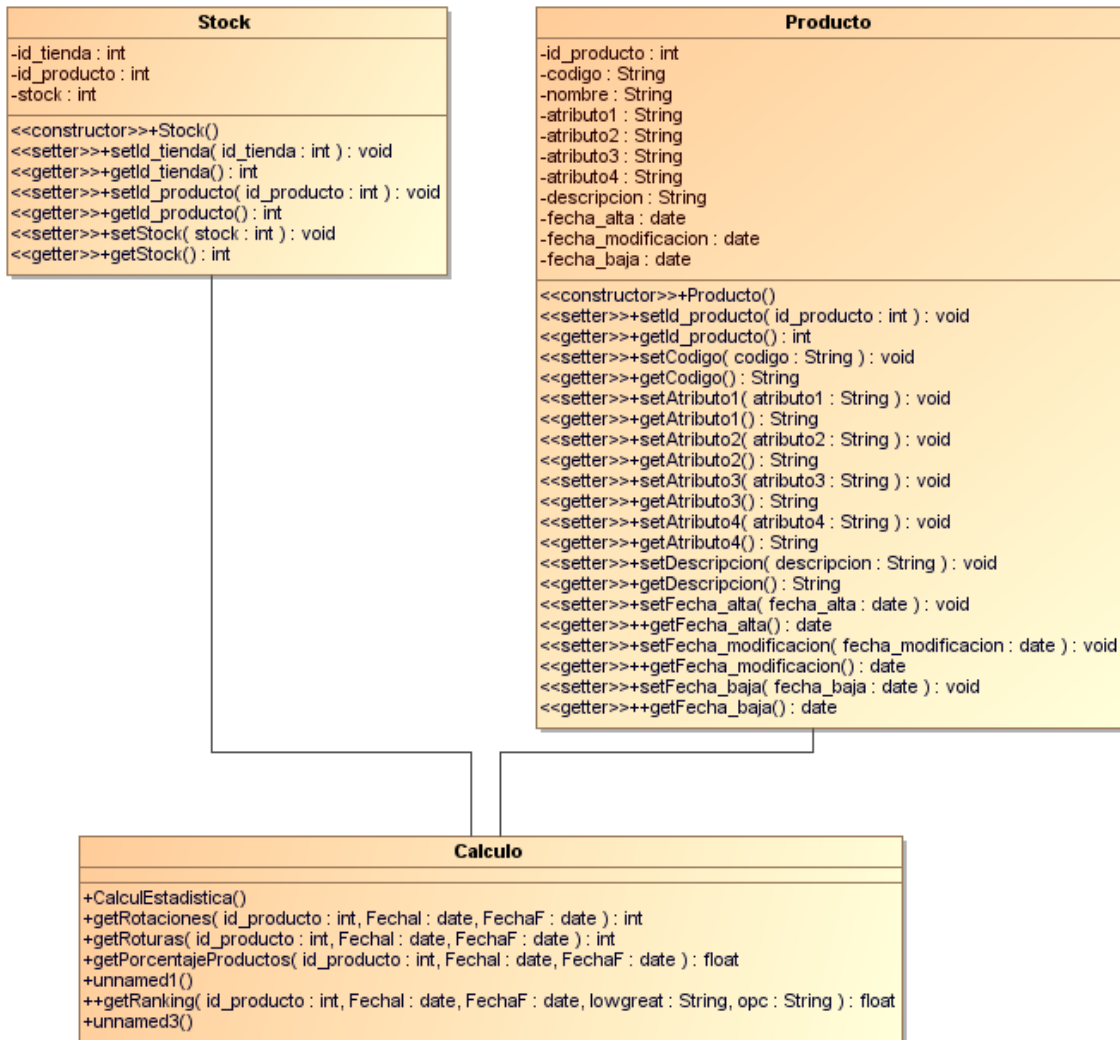 Stock
-id_tienda : int
-id_producto : int
-stock : int
<<constructor>>+Stock()
<<setter>>+setId_tienda( id_tienda : int ) : void
<<getter>>+getId_tienda() : int
<<setter>>+setId_producto( id_producto : int ) : void
<<getter>>+getId_producto() : int
<<setter>>+setStock( stock : int ) : void
<<getter>>+getStock() : int
Producto
-id_producto : int
-codigo : String
-nombre : String
-atributo1 : String
-atributo2 : String
-atributo3 : String
-atributo4 : String
-descripcion : String
-fecha_alta : date
-fecha_modificacion : date
-fecha_baja : date
<<constructor>>+Producto()
<<setter>>+setId_producto( id_producto : int ) : void
<<getter>>+getId_producto() : int
<<setter>>+setCodigo( codigo : String ) : void
<<getter>>+getCodigo() : String
<<setter>>+setAtributo1( atributo1 : String ) : void
<<getter>>+getAtributo1() : String
<<setter>>+setAtributo2( atributo2 : String ) : void
<<getter>>+getAtributo2() : String
<<setter>>+setAtributo3( atributo3 : String ) : void
<<getter>>+getAtributo3() : String
<<setter>>+setAtributo4( atributo4 : String ) : void
<<getter>>+getAtributo4() : String
<<setter>>+setDescripcion( descripcion : String ) : void
<<getter>>+getDescripcion() : String
<<setter>>+setFecha_alta( fecha_alta : date ) : void
<<getter>>++getFecha_alta() : date
<<setter>>+setFecha_modificacion( fecha_modificacion : date ) : void
<<getter>>++getFecha_modificacion() : date
<<setter>>+setFecha_baja( fecha_baja : date ) : void
<<getter>>++getFecha_baja() : date
Calculo
+CalculEstadistica()
+getRotaciones( id_producto : int, FechaI : date, FechaF : date ) : int
+getRoturas( id_producto : int, FechaI : date, FechaF : date ) : int
+getPorcentajeProductos( id_producto : int, FechaI : date, FechaF : date ) : float
+unnamed1()
++getRanking( id_producto : int, FechaI : date, FechaF : date, lowgreat : String, opc : String ) : float
+unnamed3()